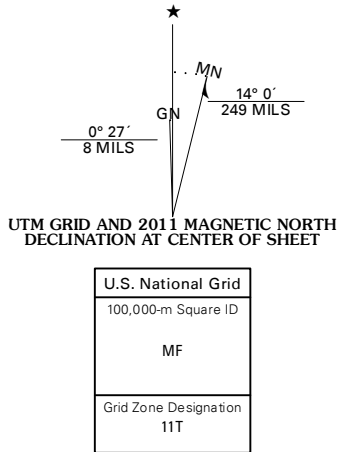 ★
MN
GN
0° 27´
8 MILS
14° 0´
249 MILS
UTM GRID AND 2011 MAGNETIC NORTH
DECLINATION AT CENTER OF SHEET
U.S. National Grid
100,000-m Square ID
MF
Grid Zone Designation
11T